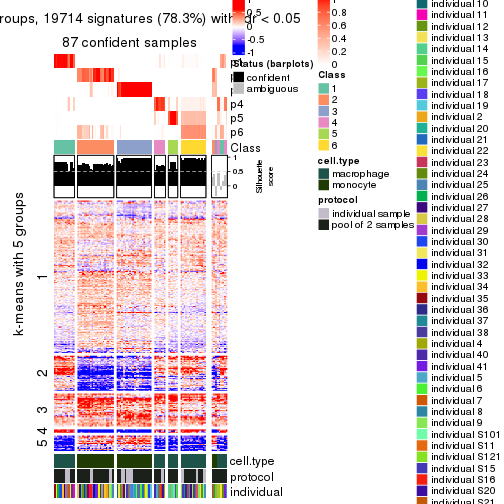 roups, 19714 signatures (78.3%) with fdr < 0.05
87 confident samples
p4
p5
p6
Class
1
0.5
0
Silhouette
score
k-means with 5 groups
1
2
3
4
5
cell.type
protocol
individual
0.5
0
-0.5
-1
Status (barplots)
confident
ambiguous
0.8
0.6
0.4
0.2
0
Class
1
2
3
4
5
6
cell.type
macrophage
monocyte
protocol
individual sample
pool of 2 samples
individual 10
individual 11
individual 12
individual 13
individual 14
individual 15
individual 16
individual 17
individual 18
individual 19
individual 2
individual 20
individual 21
individual 22
individual 23
individual 24
individual 25
individual 26
individual 27
individual 28
individual 29
individual 30
individual 31
individual 32
individual 33
individual 34
individual 35
individual 36
individual 37
individual 38
individual 4
individual 40
individual 41
individual 5
individual 6
individual 7
individual 8
individual 9
individual S101
individual S11
individual S121
individual S15
individual S16
individual S20
individual S21